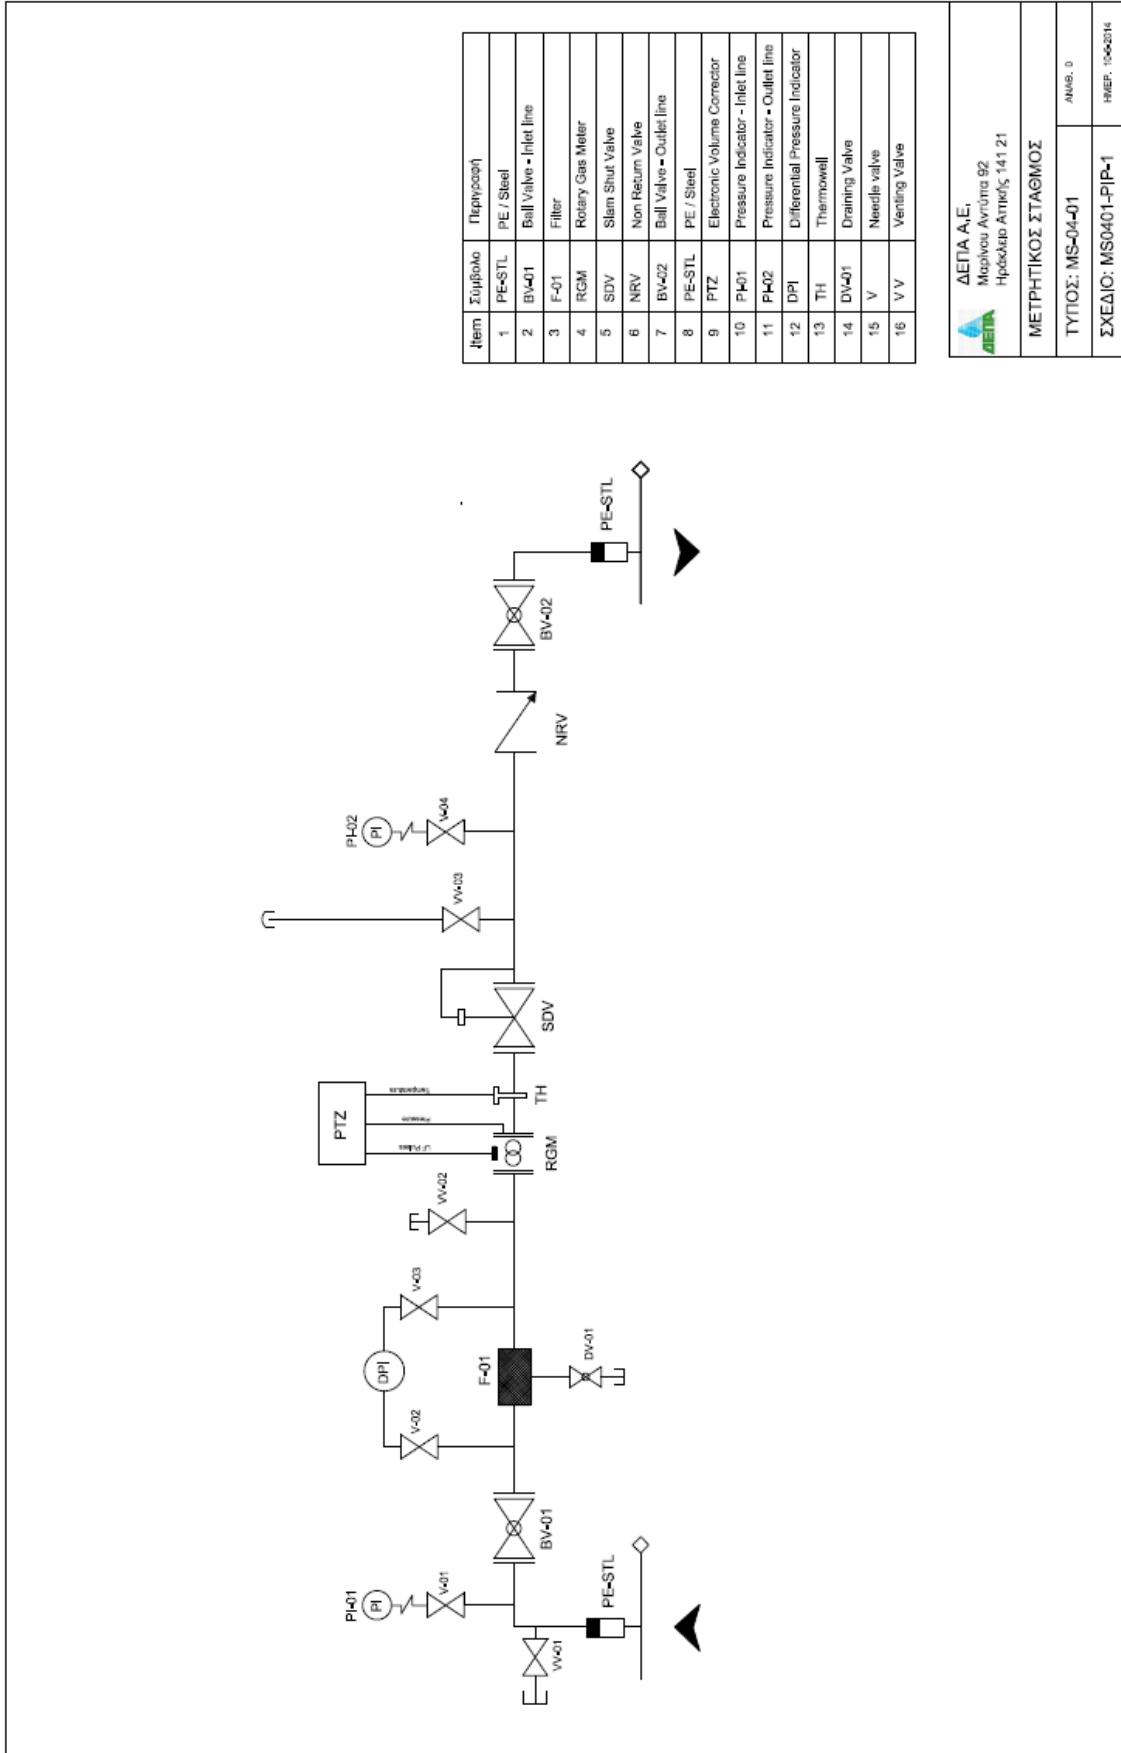 Item Σύμβολο Περιγραφή
1 PE-STL PE / Steel
2 BV-01 Ball Valve - Inlet line
3 F-01 Filter
4 RGM Rotary Gas Meter
5 SDV Slam Shut Valve
6 NRV Non Return Valve
7 BV-02 Ball Valve - Outlet line
8 PE-STL PE / Steel
9 PTZ Electronic Volume Corrector
10 PI-01 Pressure Indicator - Inlet line
11 PI-02 Pressure Indicator - Outlet line
12 DPI Differential Pressure Indicator
13 TH Thermowell
14 DV-01 Draining Valve
15 V Needle valve
16 V V Venting Valve
PI-01
PI
V-01
VV-01
PE-STL
BV-01
V-02
DPI
V-03
F-01
DV-01
VV-02
PTZ
LF Pulses
Pressure
Temperature
RGM
TH
SDV
VV-03
PI-02
PI
V-04
NRV
BV-02
PE-STL
ΔΕΠΑ
ΔΕΠΑ Α.Ε.
Μαρίνου Αντύπα 92
Ηράκλειο Αττικής 141 21
ΜΕΤΡΗΤΙΚΟΣ ΣΤΑΘΜΟΣ
ΤΥΠΟΣ: MS-04-01
ΑΝΑΘ. 0
ΣΧΕΔΙΟ: MS0401-PIP-1
ΗΜΕΡ. 10-6-2014